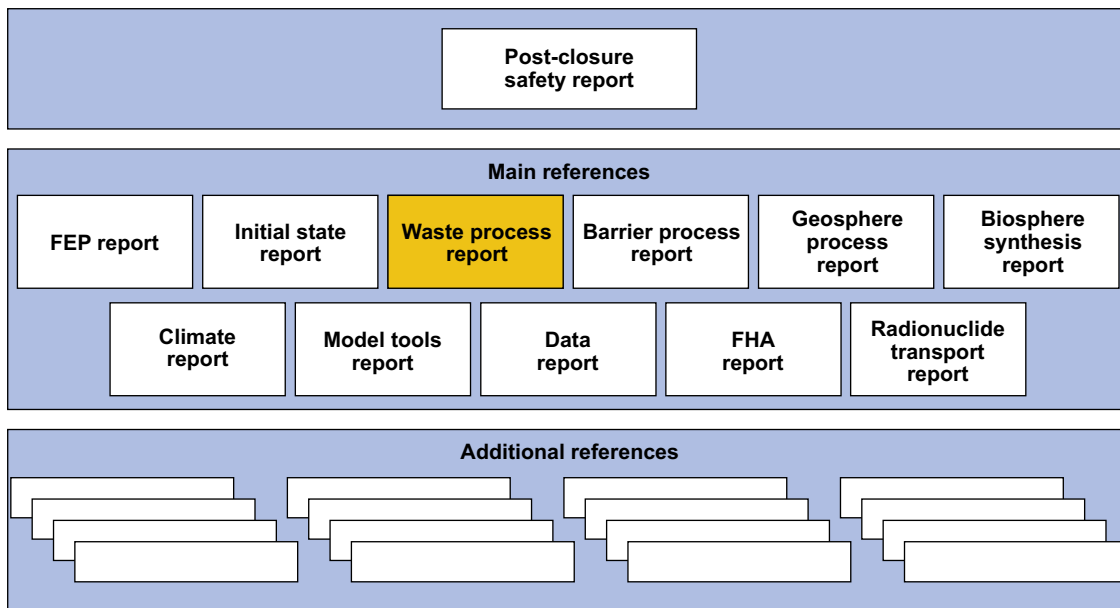 Post-closure
safety report
Main references
FEP report
Initial state
report
Waste process
report
Barrier process
report
Geosphere
process
report
Biosphere
synthesis
report
Climate
report
Model tools
report
Data
report
FHA
report
Radionuclide
transport
report
Additional references